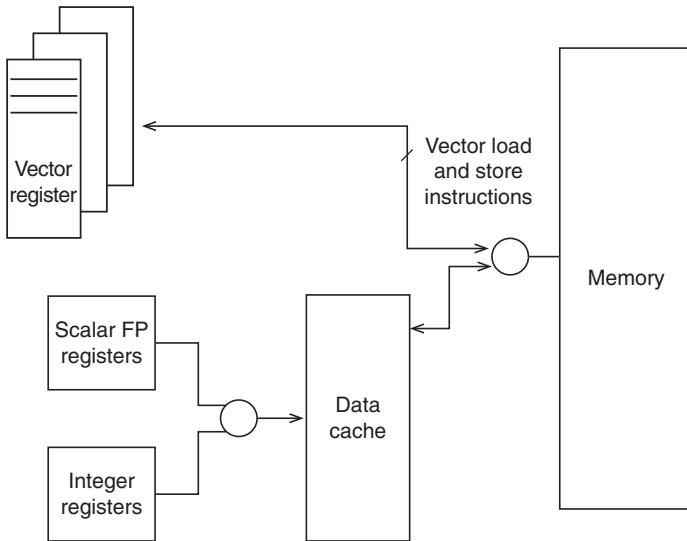 Vector
register
Vector load
and store
instructions
Memory
Scalar FP
registers
Data
cache
Integer
registers